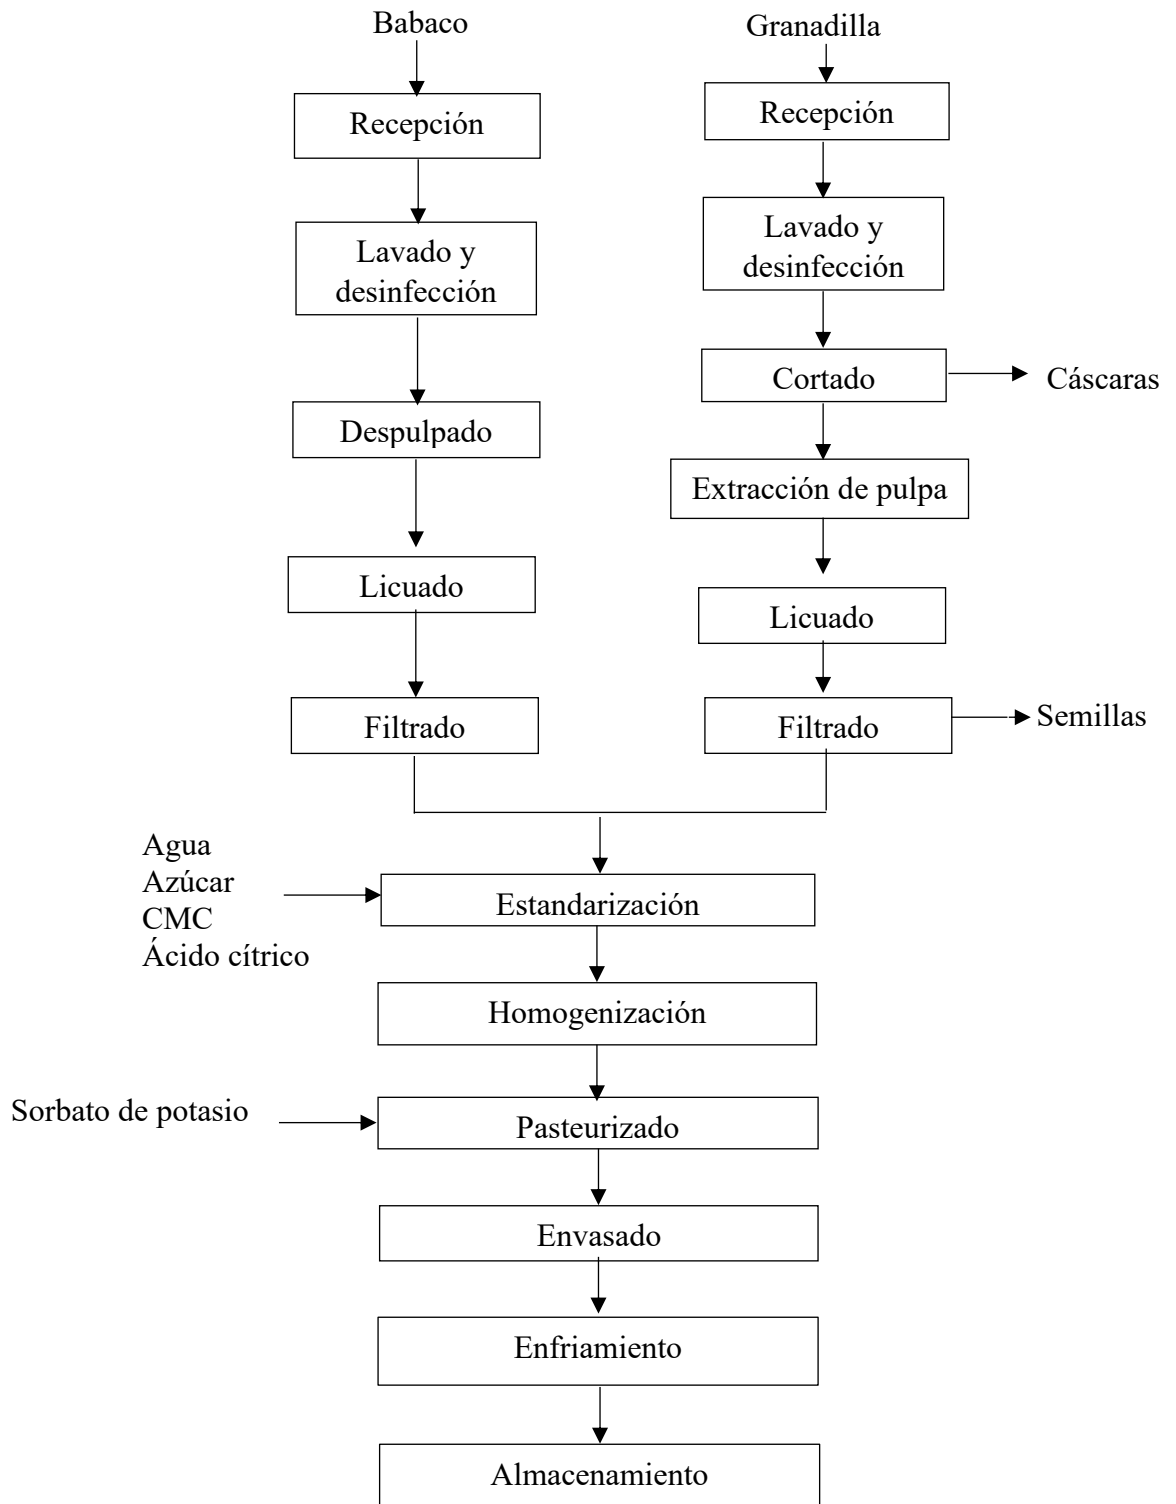 Babaco
Recepción
Lavado y
desinfección
Despulpado
Licuado
Filtrado
Granadilla
Recepción
Lavado y
desinfección
Cortado
Cáscaras
Extracción de pulpa
Licuado
Filtrado
Semillas
Agua
Azúcar
CMC
Ácido cítrico
Estandarización
Homogenización
Sorbato de potasio
Pasteurizado
Envasado
Enfriamiento
Almacenamiento